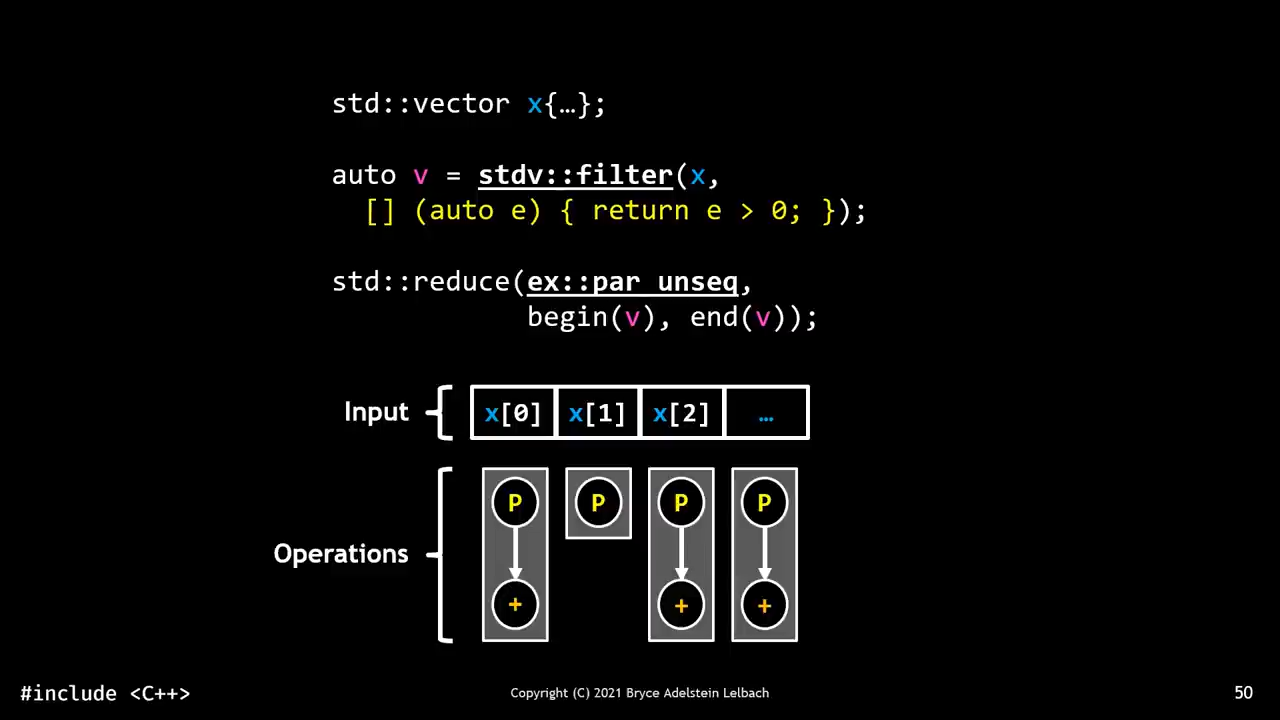 std::vector x{…};
auto v = stdv::filter(x,
[] (auto e) { return e > 0; });
std::reduce(ex::par_unseq,
begin(v), end(v));
Input
x[0] x[1] x[2] …
Operations
P P P P
+ + +
#include <C++>
Copyright (C) 2021 Bryce Adelstein Lelbach
50